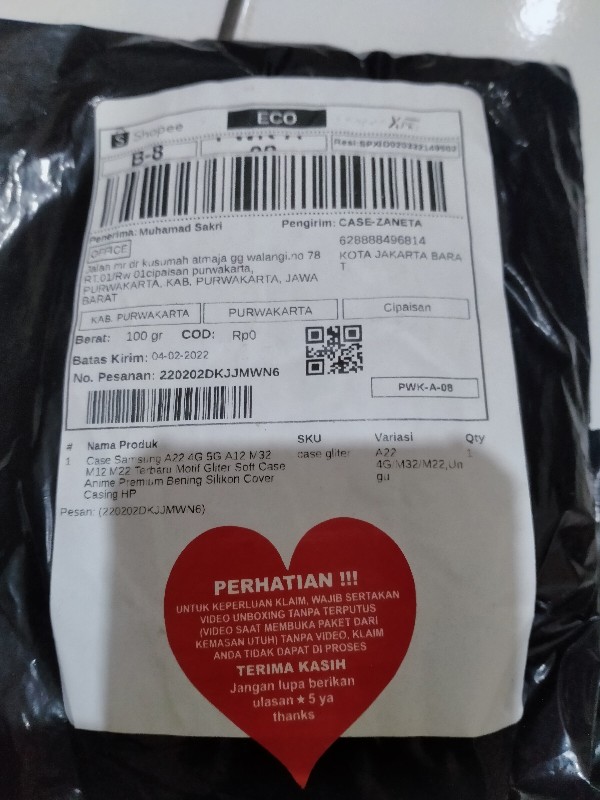 Shopee
ECO
B-8
Resi:
Penerima: Muhamad Sakri
Pengirim: CASE-ZANETA
OFFICE
628888496814
KOTA JAKARTA BARA
T
Jalan mr dr kusumah atmaja gg walangi.no 78
RT.01/Rw 01cipaisan purwakarta,
PURWAKARTA, KAB. PURWAKARTA, JAWA
BARAT
KAB. PURWAKARTA
PURWAKARTA
Cipaisan
Berat: 100 gr COD: Rp0
Batas Kirim: 04-02-2022
No. Pesanan: 220202DKJJMWN6
PWK-A-08
# Nama Produk SKU Variasi Qty
1 Case Samsung A22 4G 5G A12 M32 case gliter A22 1
M12 M22 Terbaru Motif Gliter Soft Case 4G/M32/M22,Un
Anime Premium Bening Silikon Cover gu
Casing HP
Pesan: (220202DKJJMWN6)
PERHATIAN !!!
UNTUK KEPERLUAN KLAIM, WAJIB SERTAKAN
VIDEO UNBOXING TANPA TERPUTUS
(VIDEO SAAT MEMBUKA PAKET DARI
KEMASAN UTUH) TANPA VIDEO, KLAIM
ANDA TIDAK DAPAT DI PROSES
TERIMA KASIH
Jangan lupa berikan
ulasan ★ 5 ya
thanks